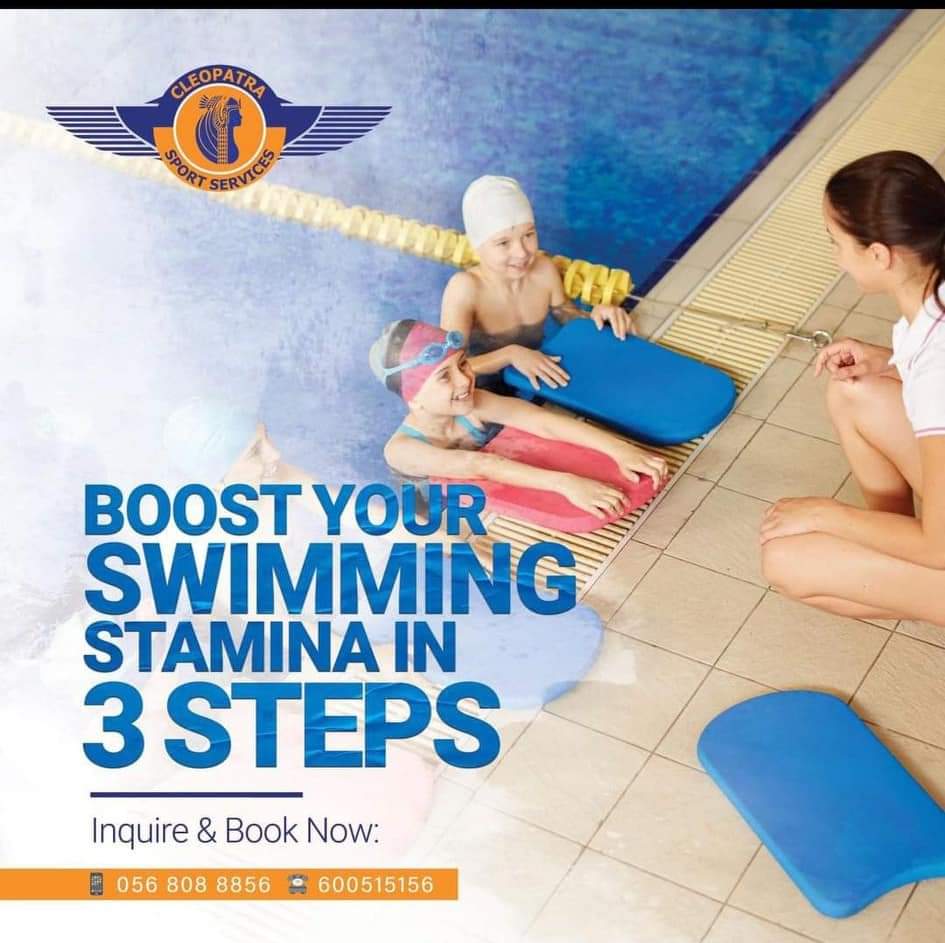 CLEOPATRA
SPORT SERVICES
BOOST YOUR
SWIMMING
STAMINA IN
3 STEPS
Inquire & Book Now:
056 808 8856 600515156